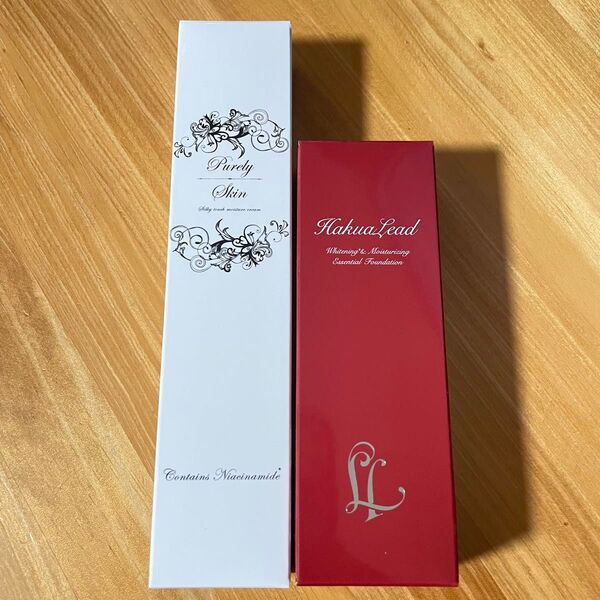 Purely
Skin
Silky touch moisture cream
Contains Niacinamide*
HakuaLead
Whitening*& Moisturizing
Essential Foundation
LL